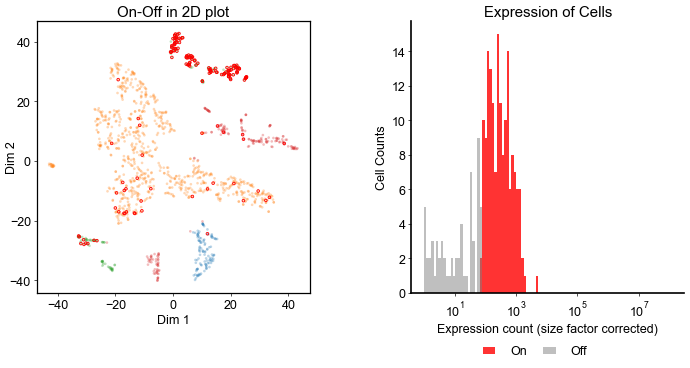 On-Off in 2D plot
40
20
0
−20
−40
Dim 2
−40 −20 0 20 40
Dim 1
Expression of Cells
14
12
10
8
6
4
2
0
Cell Counts
10^1 10^3 10^5 10^7
Expression count (size factor corrected)
On Off